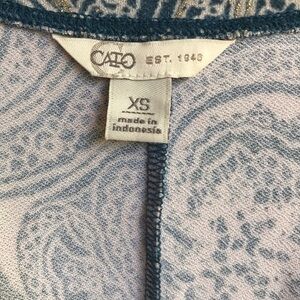 CATO EST. 1946
XS
made in
indonesia